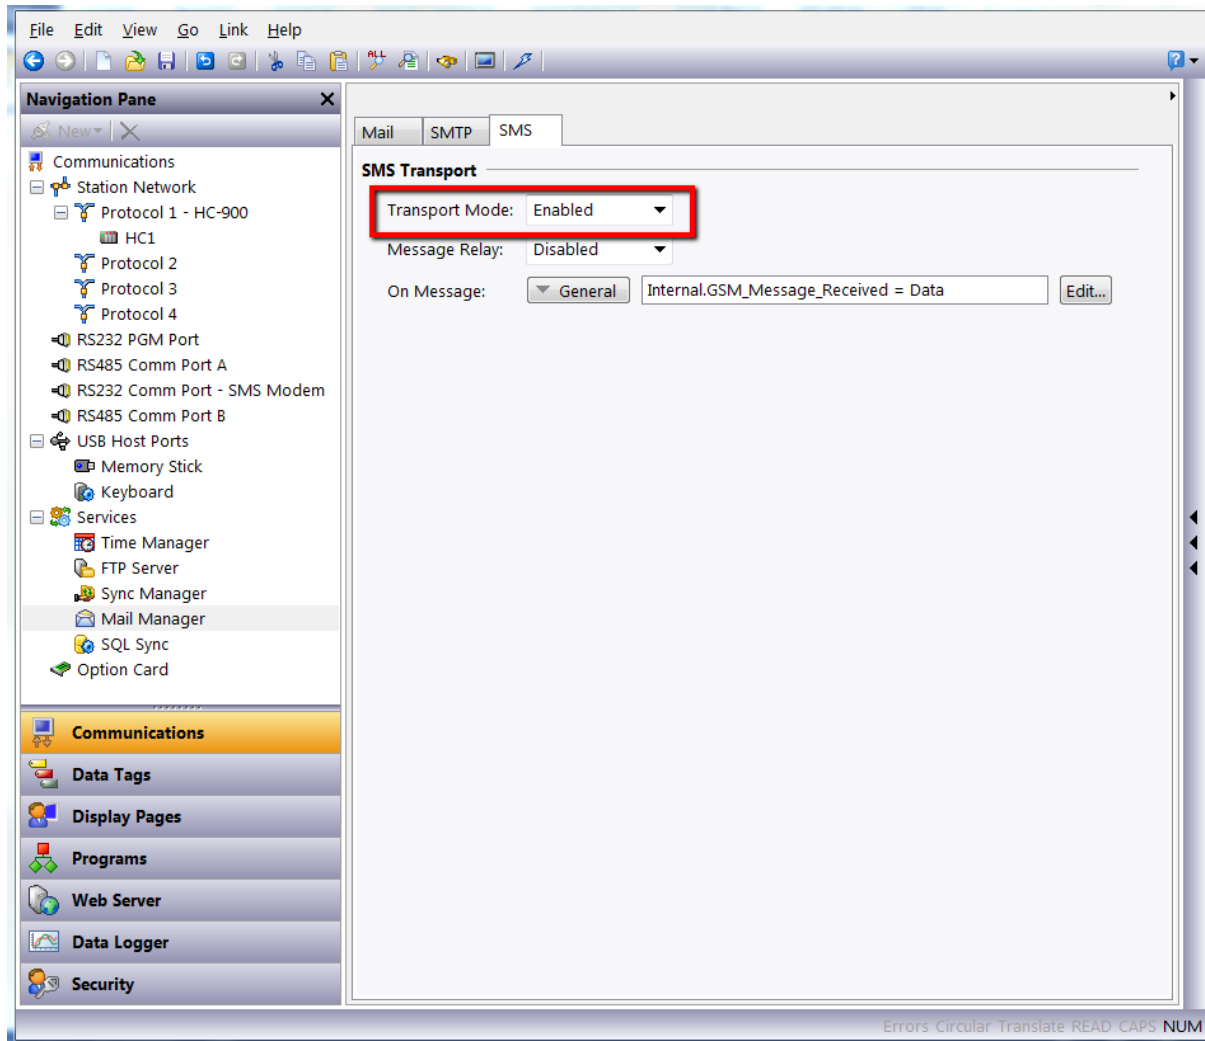 File Edit View Go Link Help
ALL
Navigation Pane
New
Communications
Station Network
Protocol 1 - HC-900
HC1
Protocol 2
Protocol 3
Protocol 4
RS232 PGM Port
RS485 Comm Port A
RS232 Comm Port - SMS Modem
RS485 Comm Port B
USB Host Ports
Memory Stick
Keyboard
Services
Time Manager
FTP Server
Sync Manager
Mail Manager
SQL Sync
Option Card
Communications
Data Tags
Display Pages
Programs
Web Server
Data Logger
Security
Mail SMTP SMS
SMS Transport
Transport Mode: Enabled
Message Relay: Disabled
On Message: General Internal.GSM_Message_Received = Data Edit...
Errors Circular Translate READ CAPS NUM